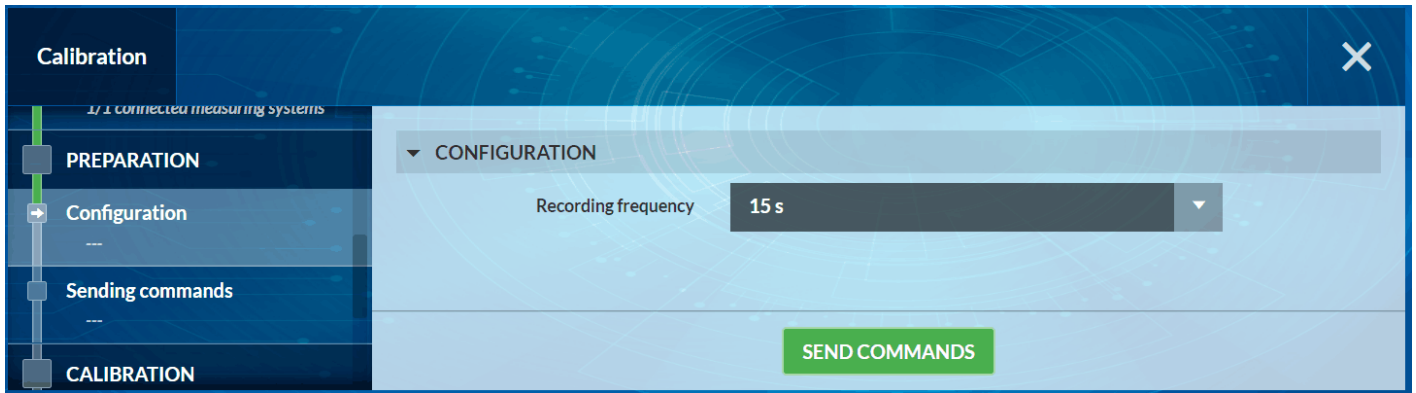 Calibration
1/1 connected measuring systems
PREPARATION
Configuration
---
Sending commands
---
CALIBRATION
CONFIGURATION
Recording frequency 15 s
SEND COMMANDS